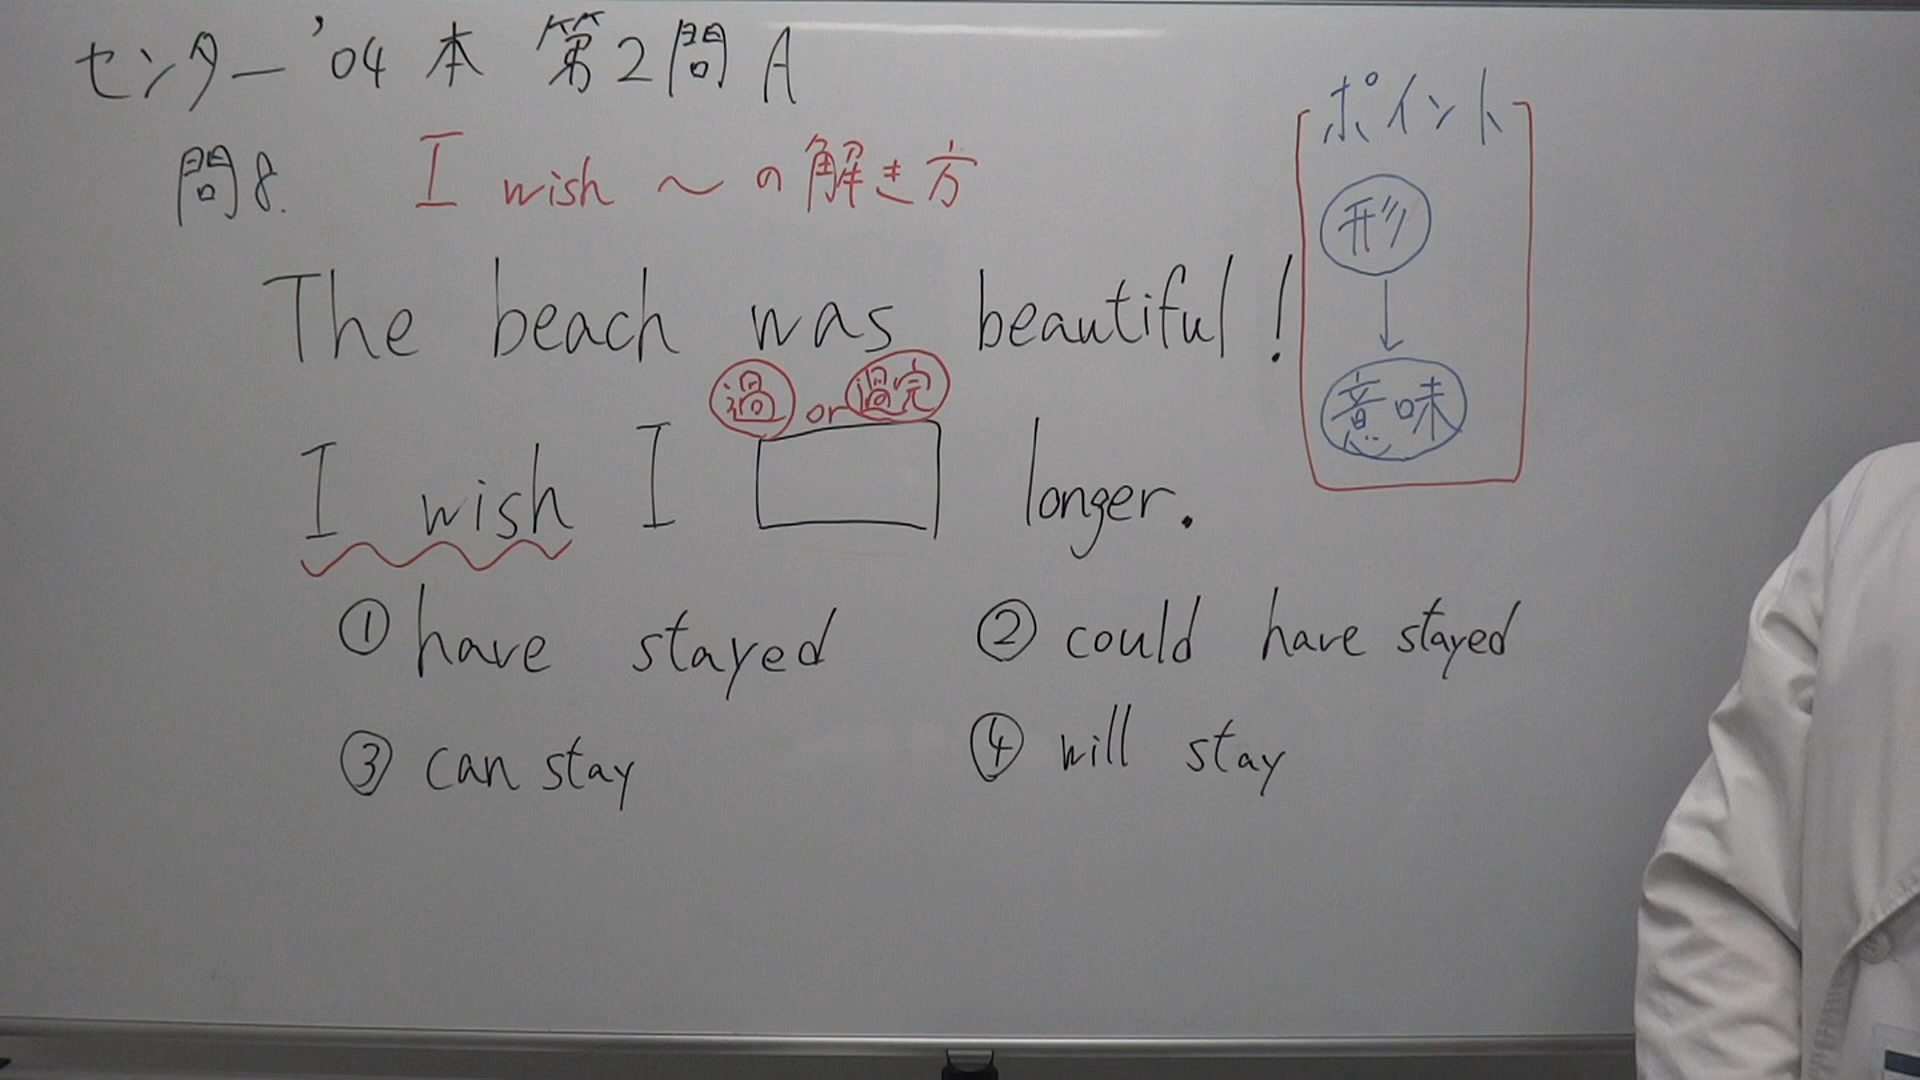 センター '04 本 第2問 A
問8. I wish ～の解き方
The beach was beautiful!
過 or 過完
I wish I longer.
① have stayed ② could have stayed
③ can stay ④ will stay
ポイント
形
↓
意味